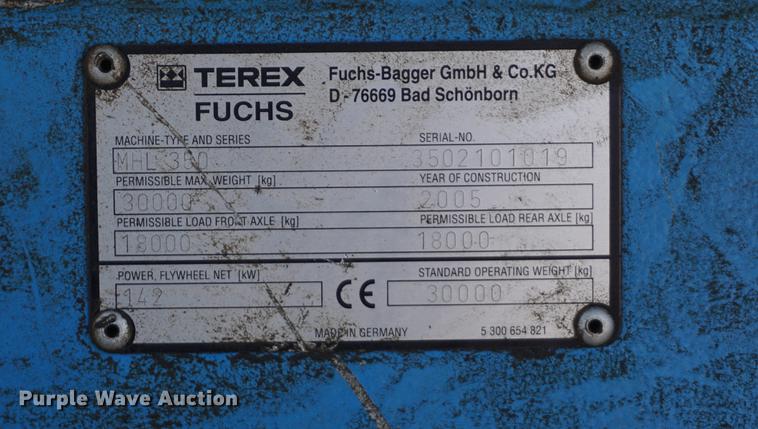 TEREX
FUCHS
Fuchs-Bagger GmbH & Co.KG
D-76669 Bad Schönborn
MACHINE-TYPE AND SERIES SERIAL-NO.
MHL 350 3502101019
PERMISSIBLE MAX. WEIGHT [kg] YEAR OF CONSTRUCTION
30000 2005
PERMISSIBLE LOAD FRONT AXLE [kg] PERMISSIBLE LOAD REAR AXLE [kg]
18000 18000
POWER, FLYWHEEL NET [kW] STANDARD OPERATING WEIGHT [kg]
142 CE 30000
MADE IN GERMANY 5 300 654 821
Purple Wave Auction